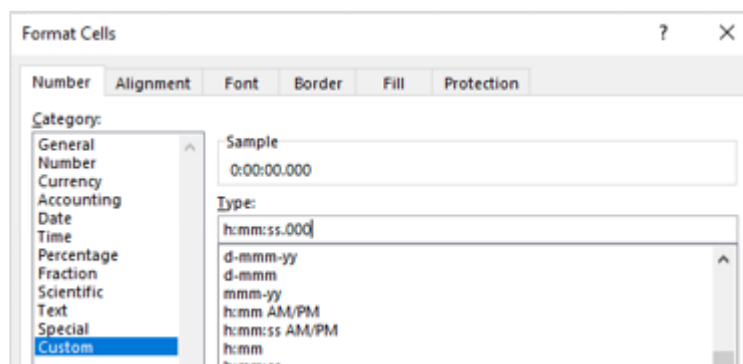 Format Cells ?
Number Alignment Font Border Fill Protection
Category:
General
Number
Currency
Accounting
Date
Time
Percentage
Fraction
Scientific
Text
Special
Custom
Sample
0:00:00.000
Type:
h:mm:ss.000
d-mmm-yy
d-mmm
mmm-yy
h:mm AM/PM
h:mm:ss AM/PM
h:mm